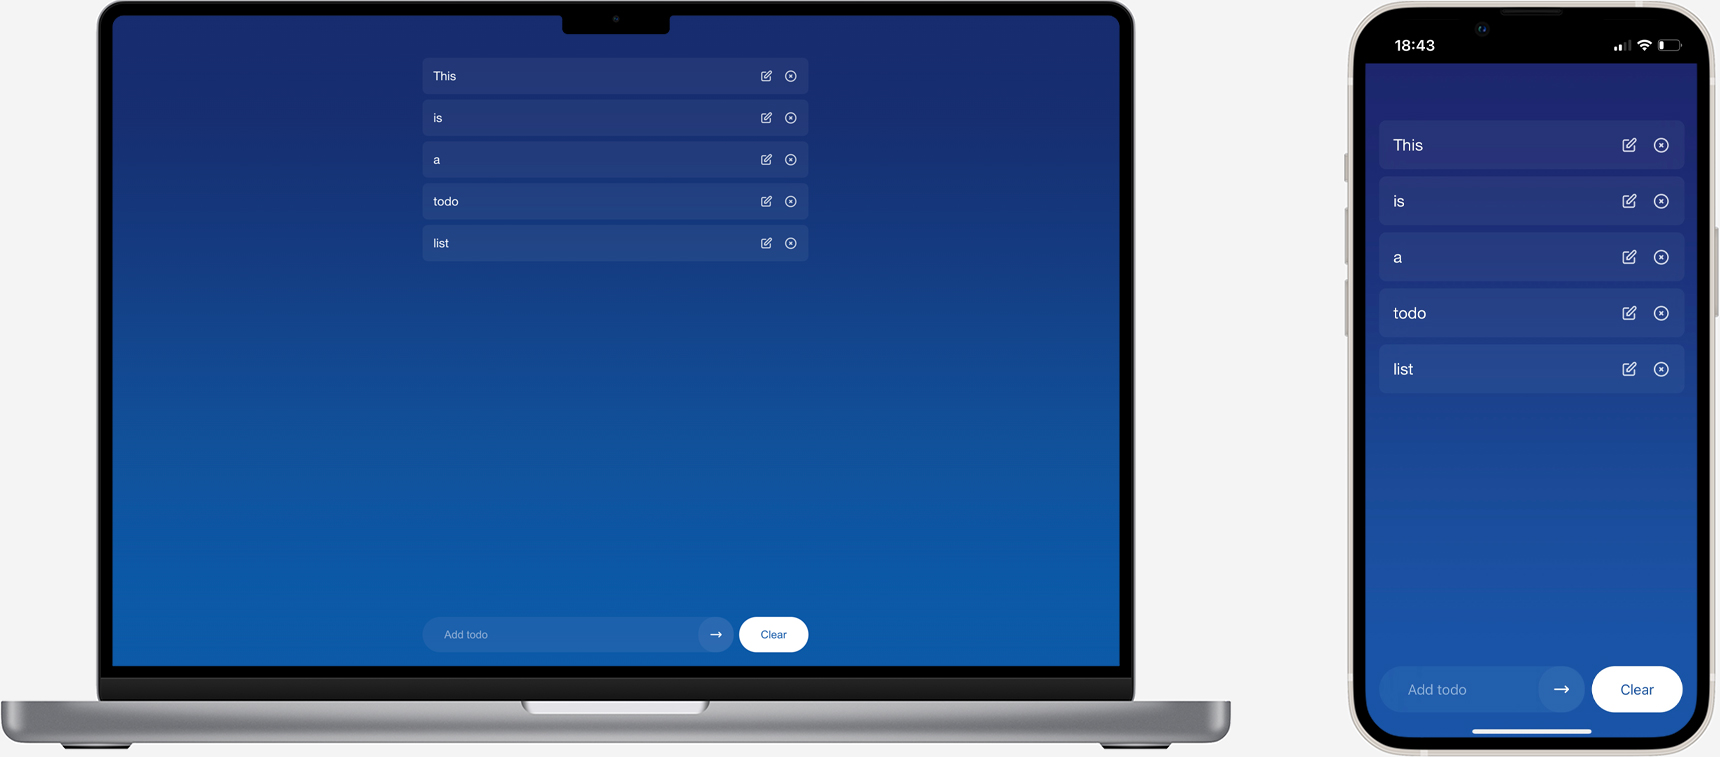 This
is
a
todo
list
Add todo
Clear
18:43
This
is
a
todo
list
Add todo
Clear